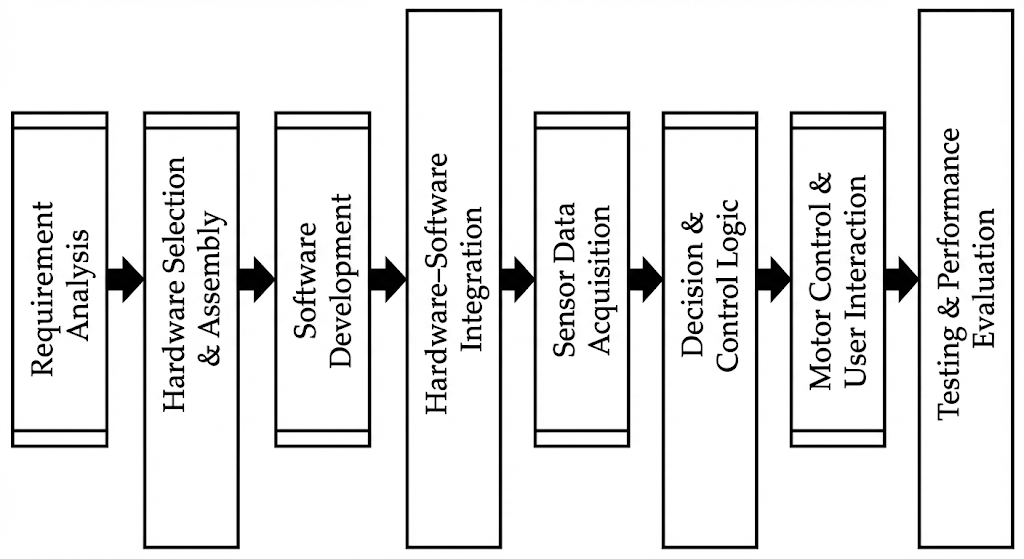 Requirement
Analysis
Hardware Selection
& Assembly
Software
Development
Hardware–Software
Integration
Sensor Data
Acquisition
Decision &
Control Logic
Motor Control &
User Interaction
Testing & Performance
Evaluation